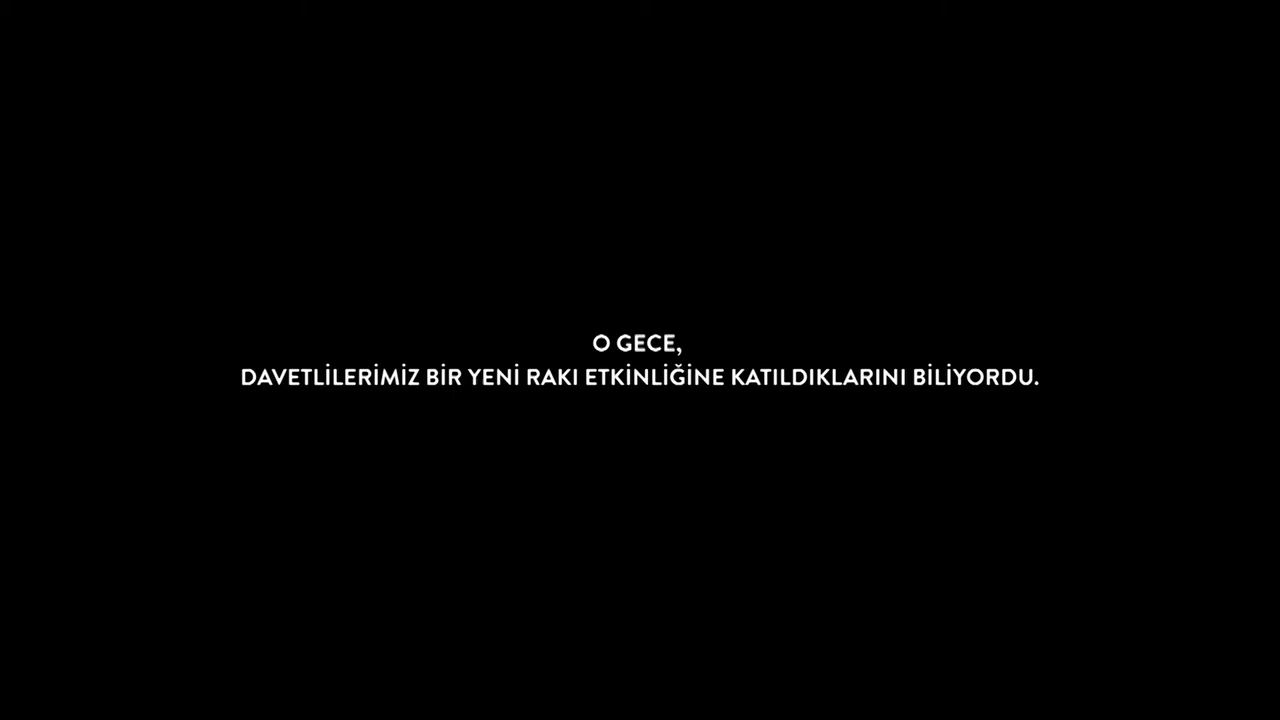 O GECE,
DAVETLİLERİMİZ BİR YENİ RAKI ETKİNLİĞİNE KATILDIKLARINI BİLİYORDU.